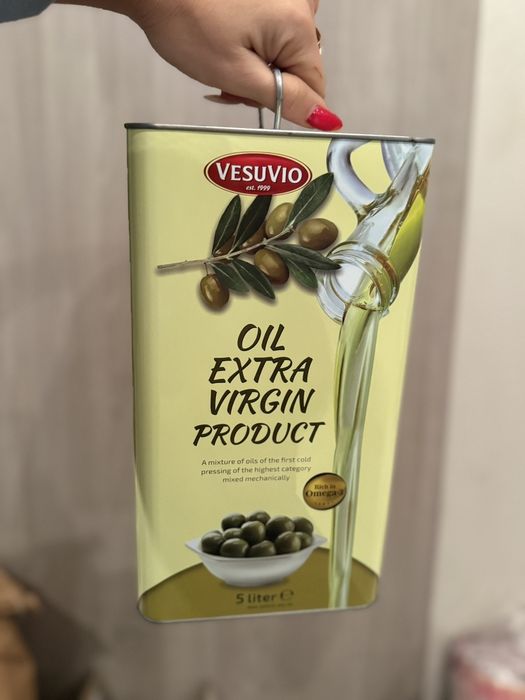 VESUVIO
est. 1999
OIL
EXTRA
VIRGIN
PRODUCT
A mixture of oils of the first cold
pressing of the highest category
mixed mechanically
Rich in
Omega-3
5 liter ℮